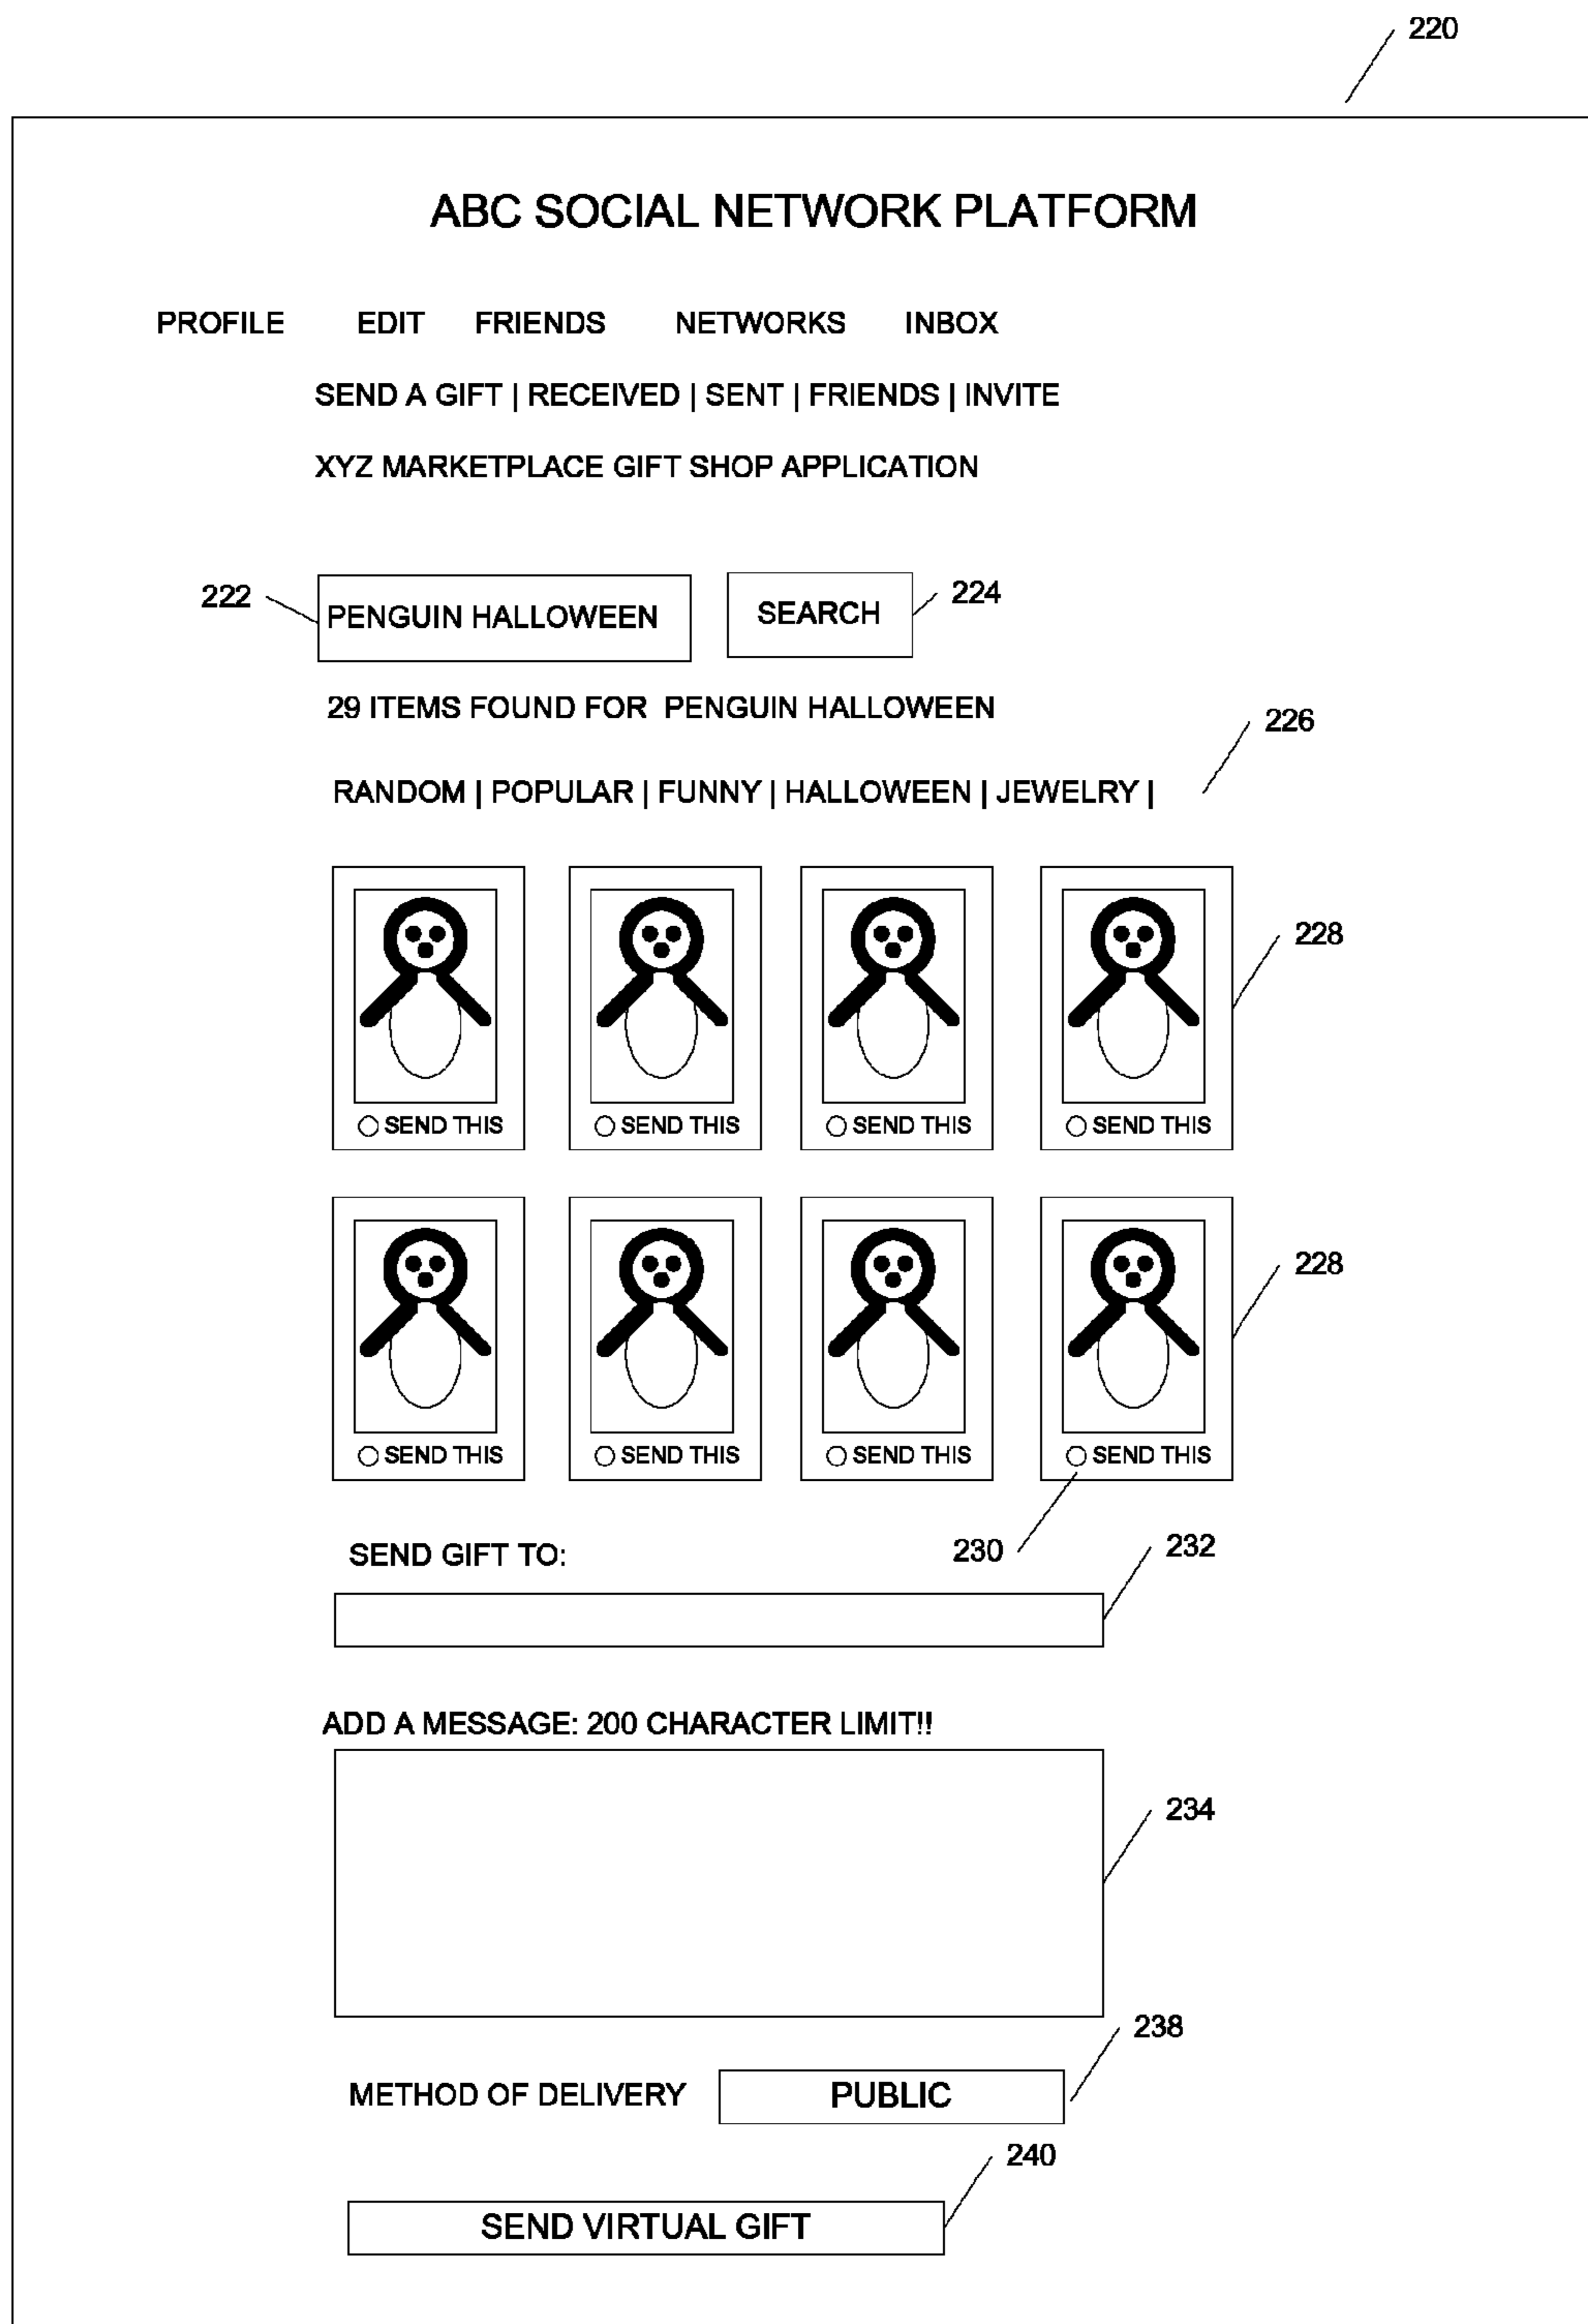 220
ABC SOCIAL NETWORK PLATFORM
PROFILE EDIT FRIENDS NETWORKS INBOX
SEND A GIFT | RECEIVED | SENT | FRIENDS | INVITE
XYZ MARKETPLACE GIFT SHOP APPLICATION
222 PENGUIN HALLOWEEN SEARCH 224
29 ITEMS FOUND FOR PENGUIN HALLOWEEN
226
RANDOM | POPULAR | FUNNY | HALLOWEEN | JEWELRY |
228
SEND THIS SEND THIS SEND THIS SEND THIS
228
SEND THIS SEND THIS SEND THIS SEND THIS
SEND GIFT TO: 230 232
ADD A MESSAGE: 200 CHARACTER LIMIT!!
234
238
METHOD OF DELIVERY PUBLIC
240
SEND VIRTUAL GIFT